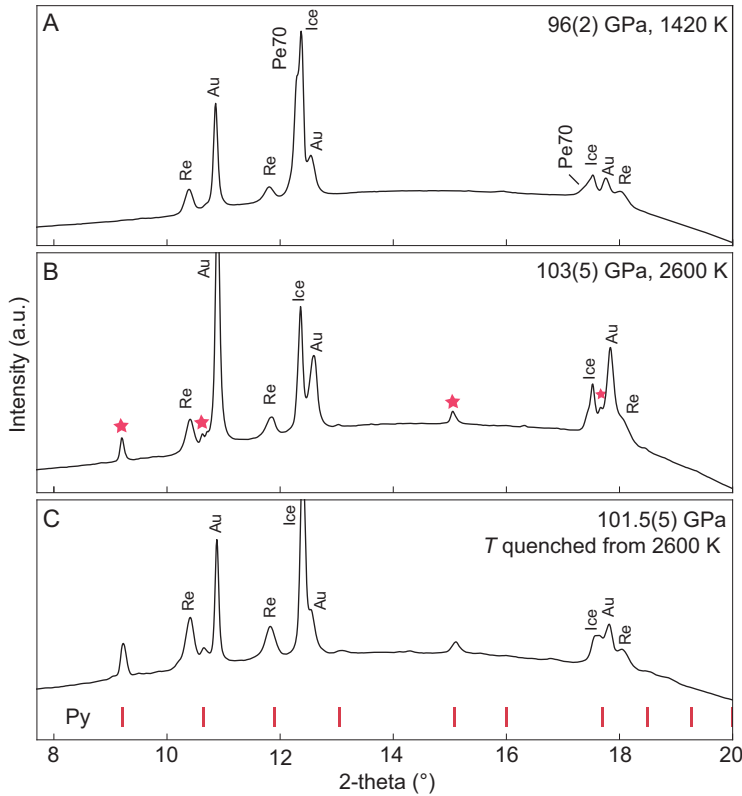 A
96(2) GPa, 1420 K
Re
Au
Re
Pe70
Ice
Au
Pe70
Ice
Au
Re
B
103(5) GPa, 2600 K
Re
Au
Re
Ice
Au
Ice
Au
Re
C
101.5(5) GPa
T quenched from 2600 K
Re
Au
Re
Ice
Au
Ice
Au
Re
Py
Intensity (a.u.)
8 10 12 14 16 18 20
2-theta (°)